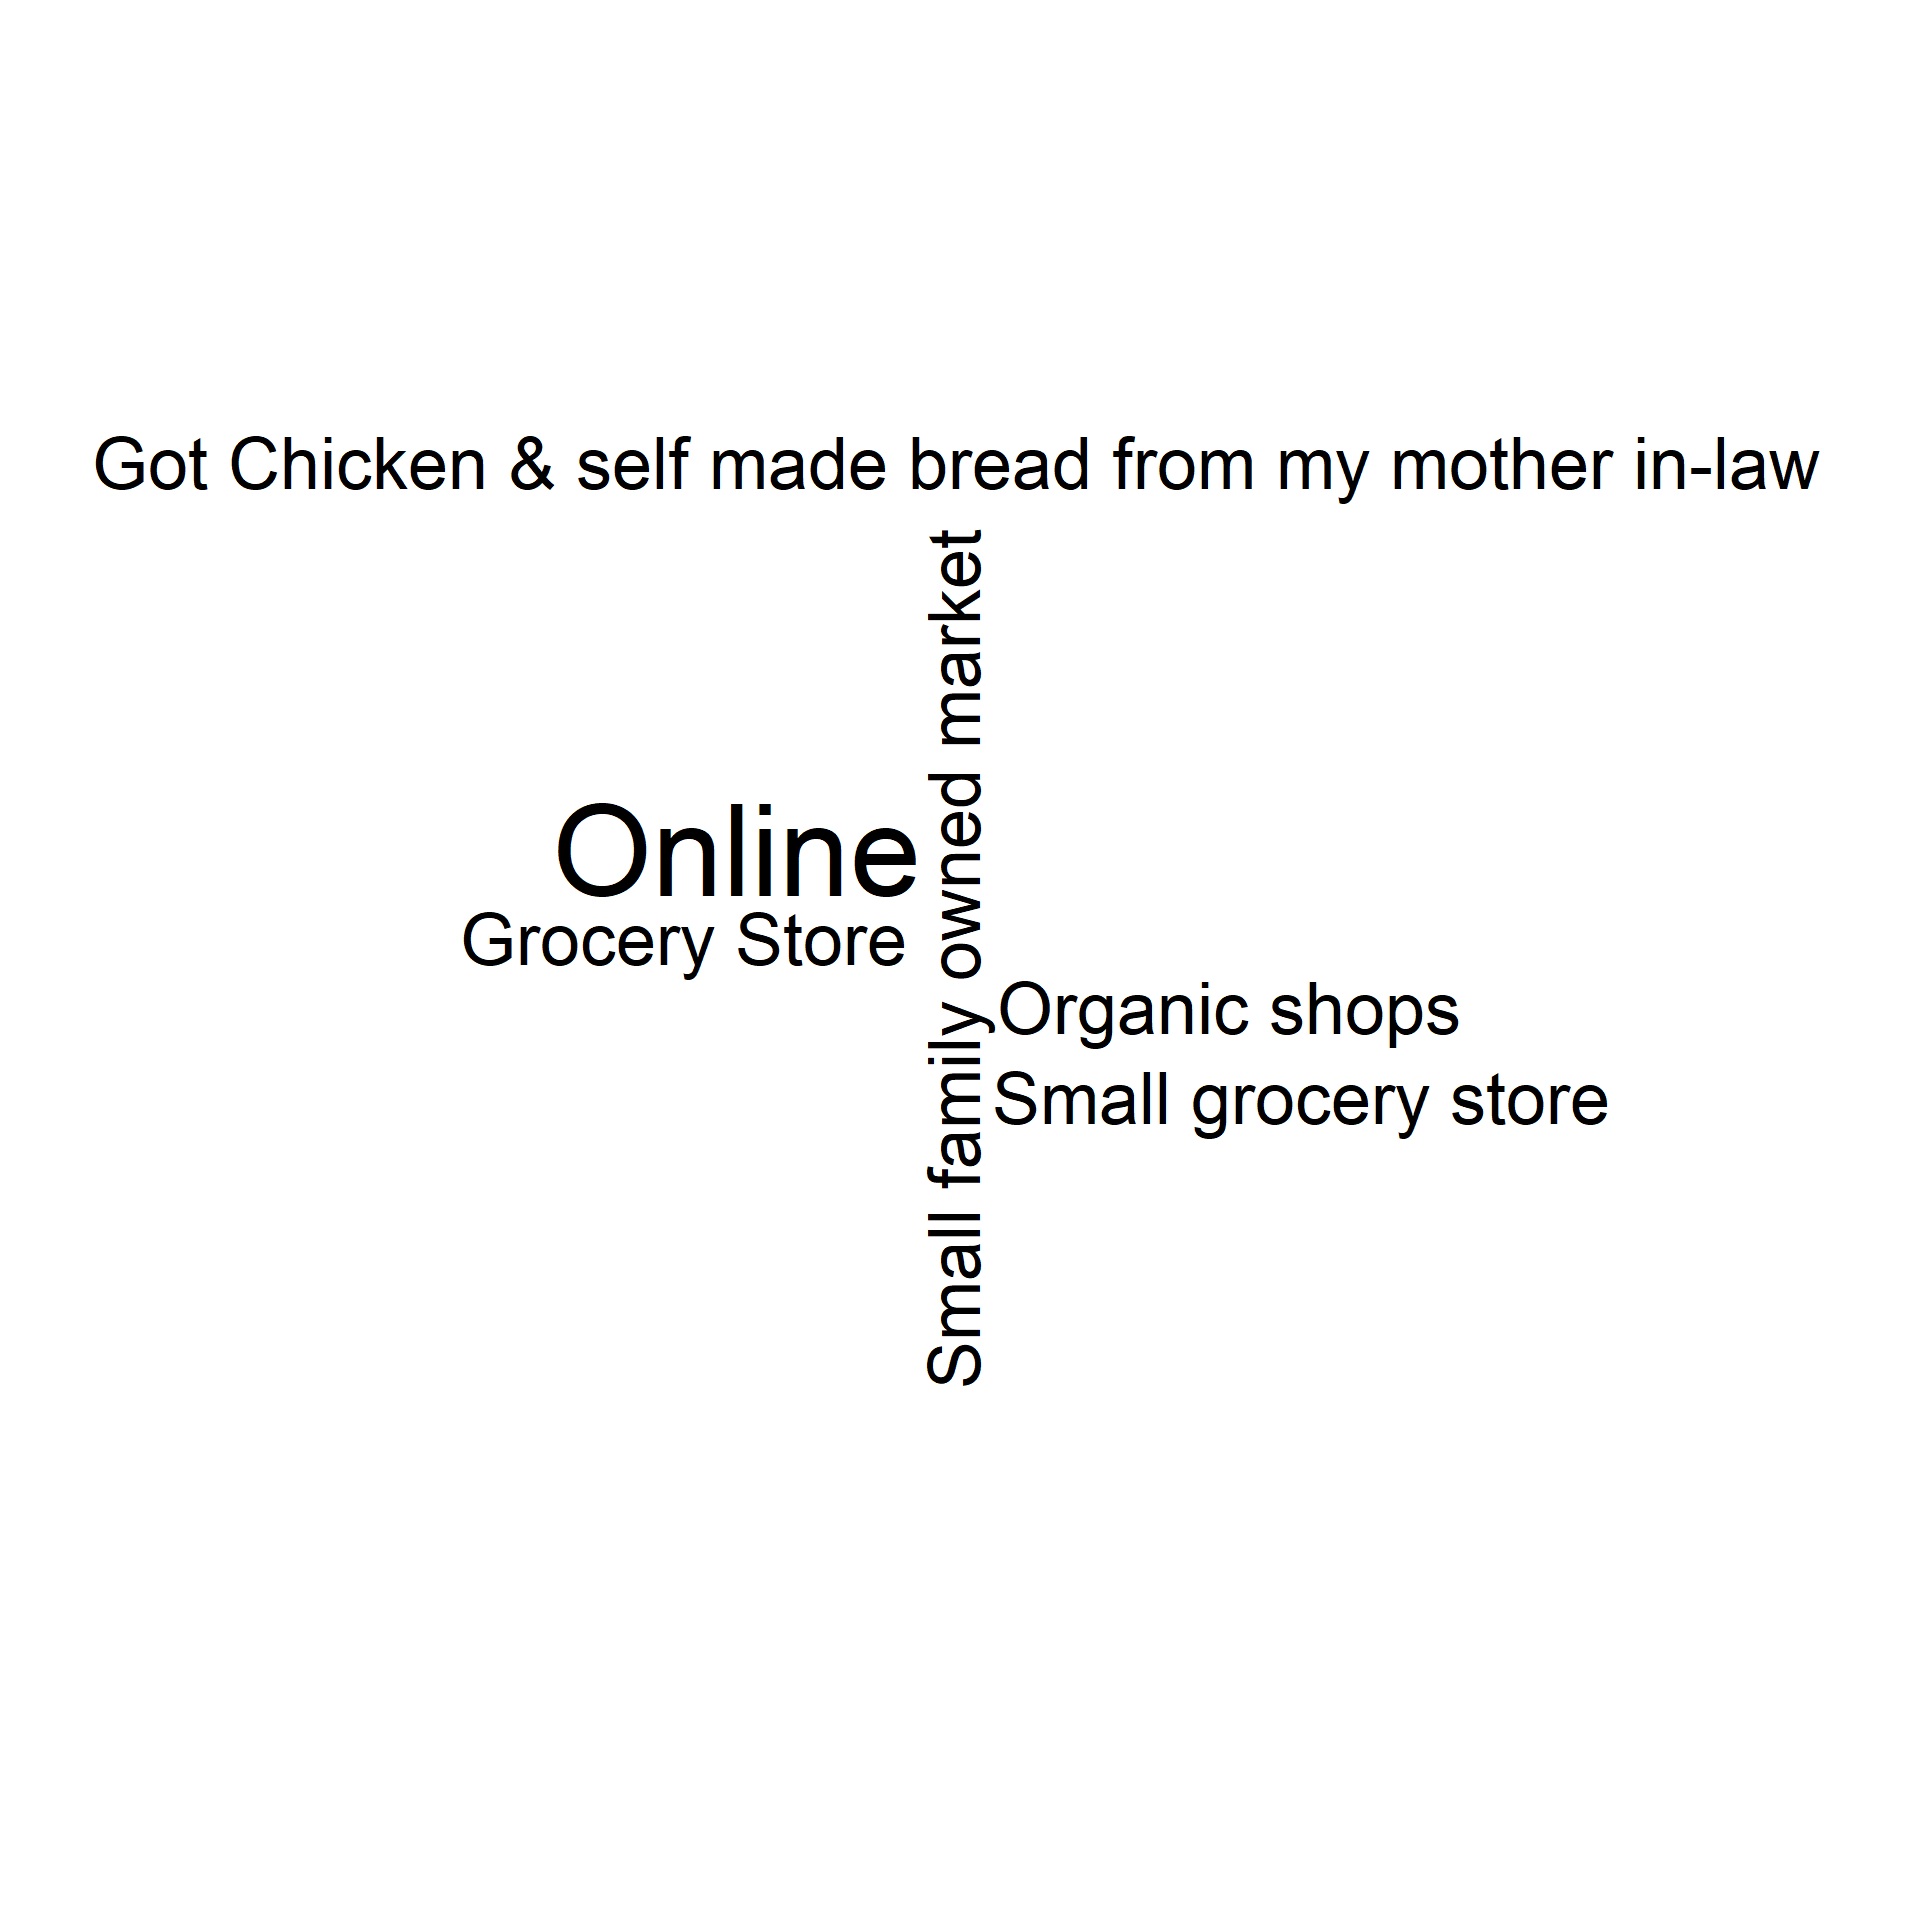 Got Chicken & self made bread from my mother in-law
Small family owned market
Online
Grocery Store
Organic shops
Small grocery store